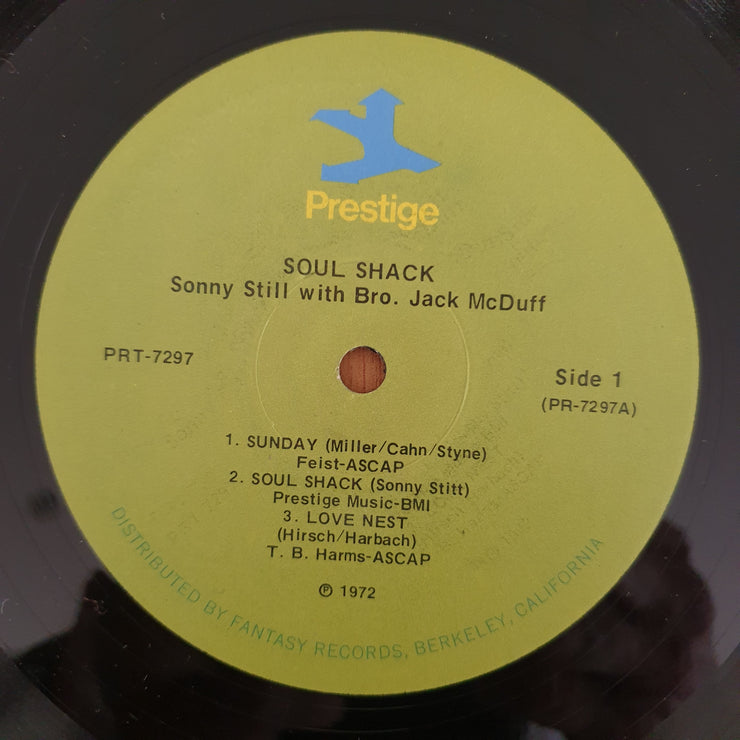 Prestige
SOUL SHACK
Sonny Still with Bro. Jack McDuff
PRT-7297
Side 1
(PR-7297A)
1. SUNDAY (Miller/Cahn/Styne)
Feist-ASCAP
2. SOUL SHACK (Sonny Stitt)
Prestige Music-BMI
3. LOVE NEST
(Hirsch/Harbach)
T. B. Harms-ASCAP
℗ 1972
DISTRIBUTED BY FANTASY RECORDS, BERKELEY, CALIFORNIA